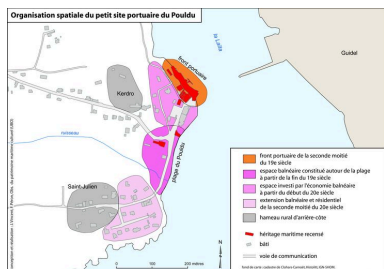 Organisation spatiale du petit site portuaire du Pouldu
la Laïta
front portuaire
Guidel
Kerdro
ruisseau
plage du Pouldu
Saint-Julien
front portuaire de la seconde moitié
du 19e siècle
espace balnéaire constitué autour de la plage
à partir de la fin du 19e siècle
espace investi par l'économie balnéaire
à partir du début du 20e siècle
extension balnéaire et résidentiel
de la seconde moitié du 20e siècle
hameau rural d'arrière-côte
héritage maritime recensé
bâti
voie de communication
N
200 mètres